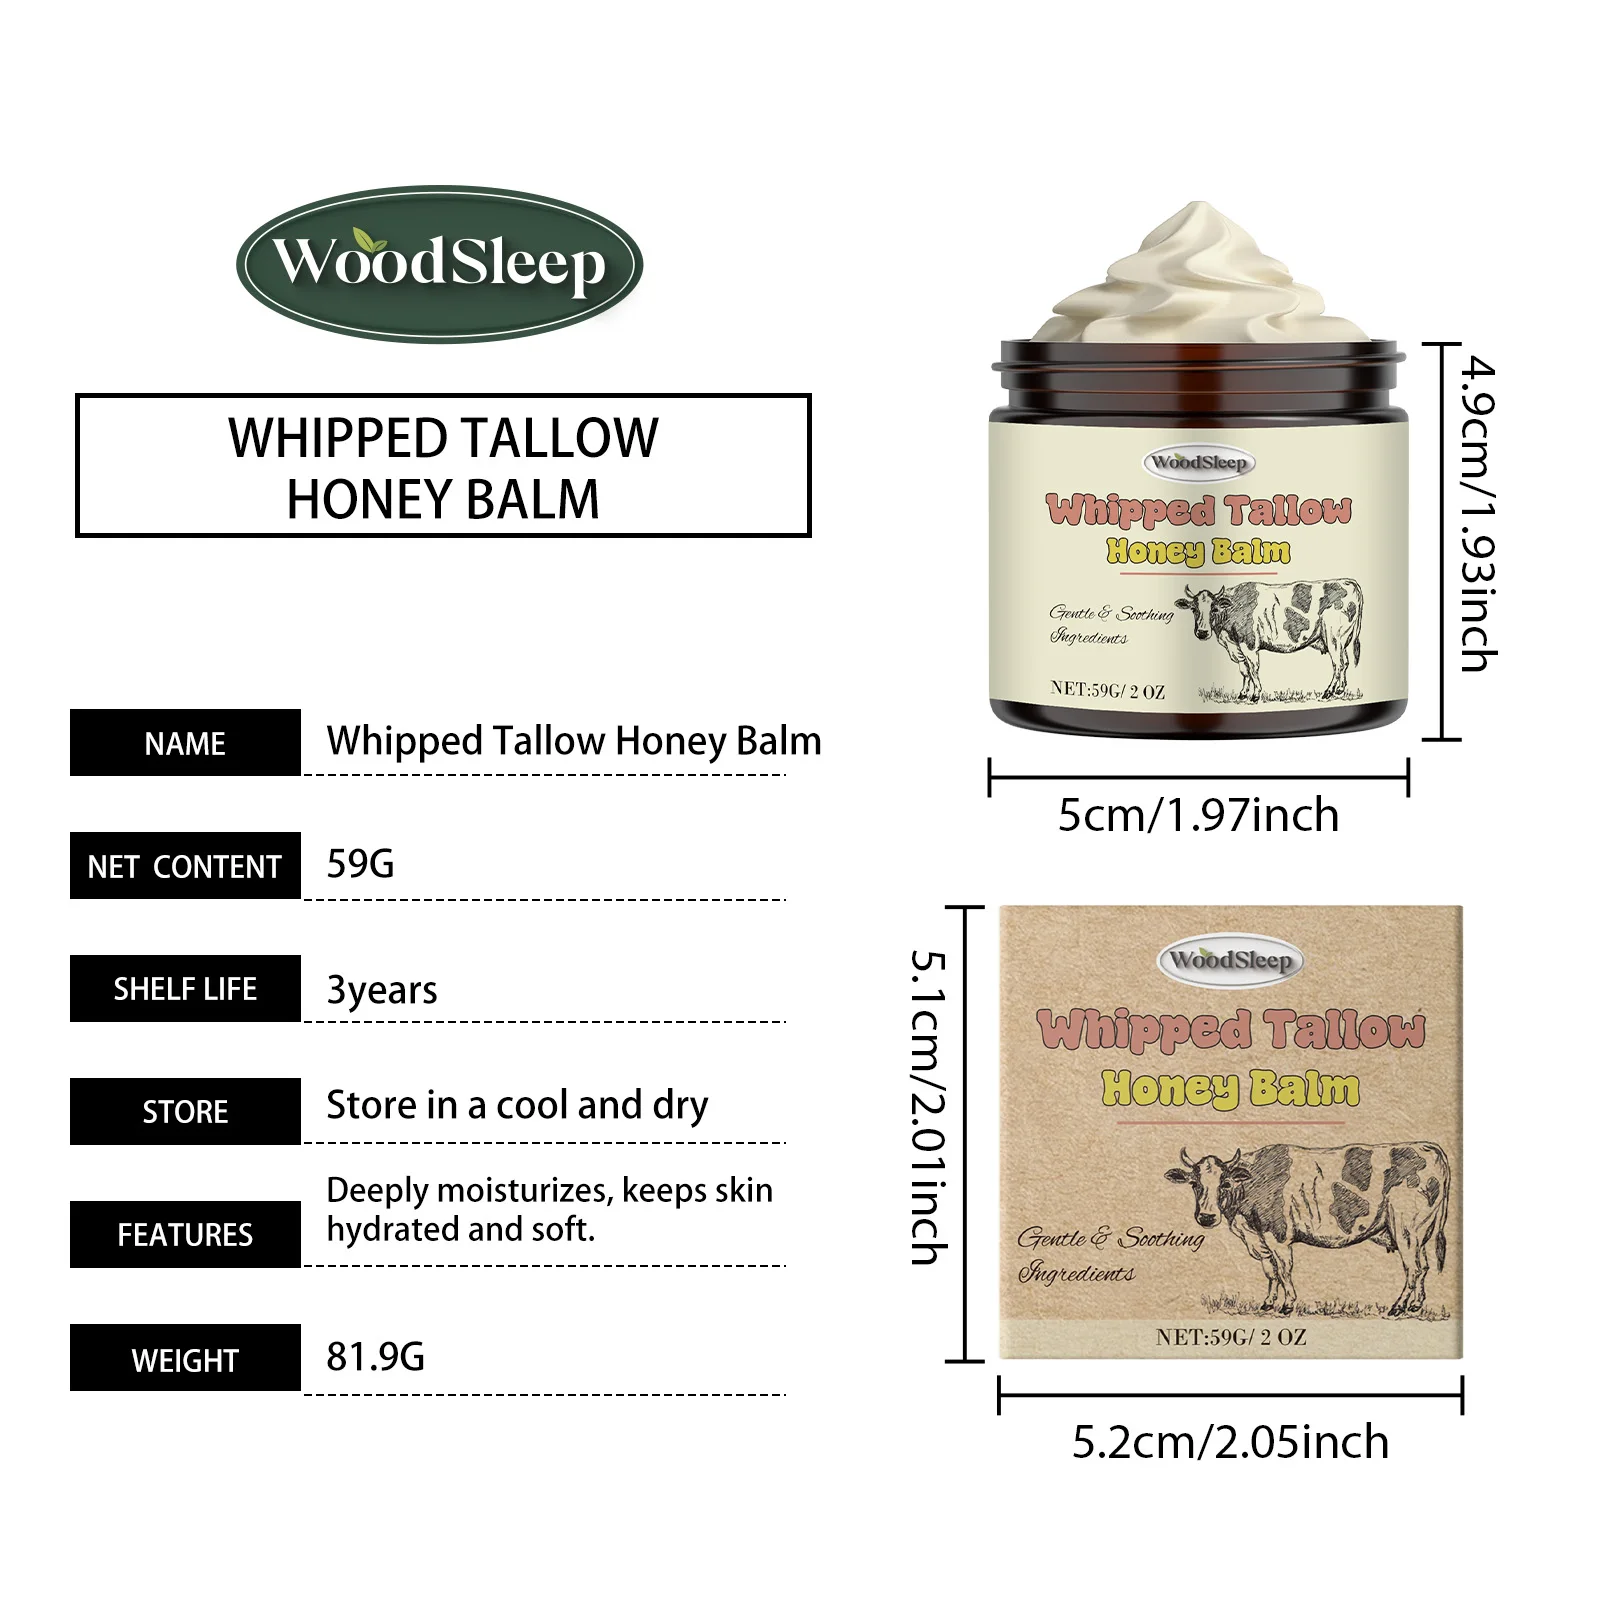 WoodSleep
WHIPPED TALLOW
HONEY BALM
NAME Whipped Tallow Honey Balm
NET CONTENT 59G
SHELF LIFE 3years
STORE Store in a cool and dry
FEATURES Deeply moisturizes, keeps skin
hydrated and soft.
WEIGHT 81.9G
WoodSleep
Whipped Tallow
Honey Balm
Gentle & Soothing
Ingredients
NET:59G/ 2 OZ
4.9cm/1.93inch
5cm/1.97inch
WoodSleep
Whipped Tallow
Honey Balm
Gentle & Soothing
Ingredients
NET:59G/ 2 OZ
5.1cm/2.01inch
5.2cm/2.05inch